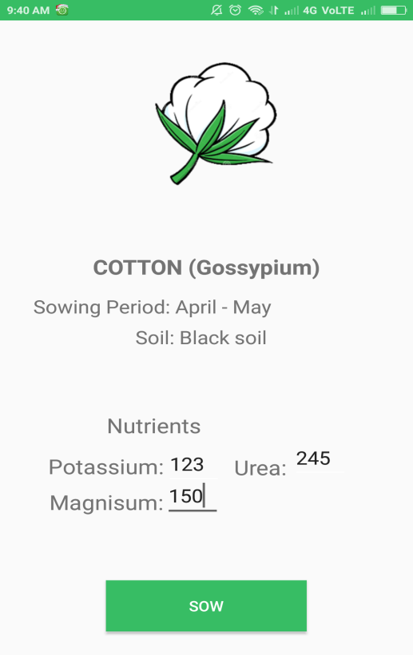 9:40 AM 4G VoLTE
COTTON (Gossypium)
Sowing Period: April - May
Soil: Black soil
Nutrients
Potassium: 123 Urea: 245
Magnisum: 150
SOW